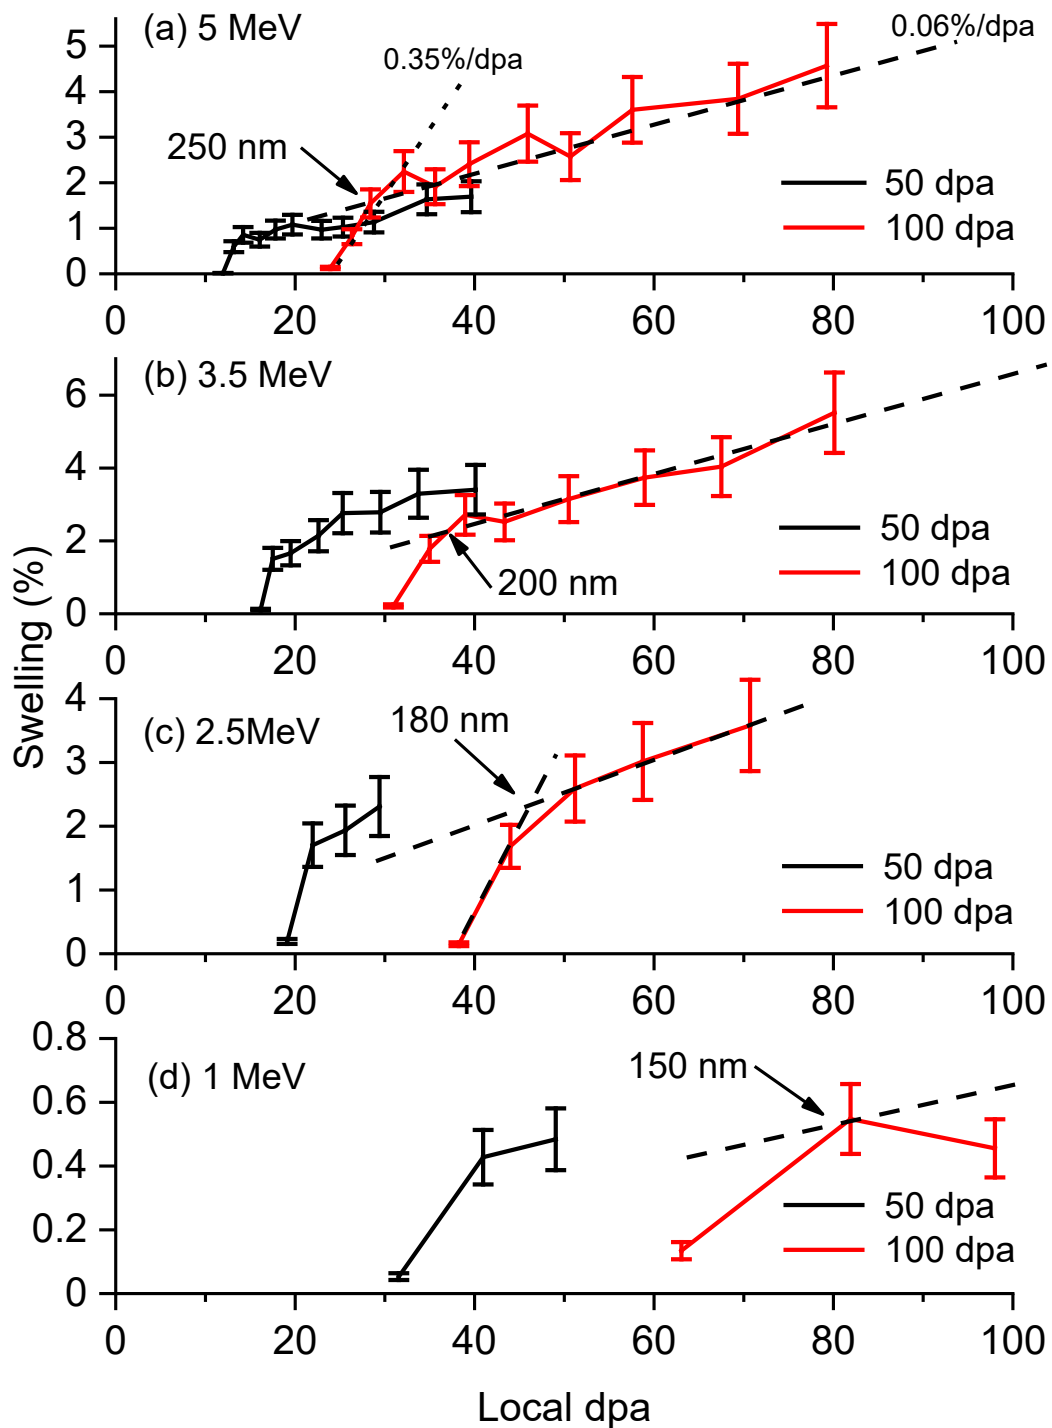 (a) 5 MeV
0.35%/dpa
0.06%/dpa
250 nm
50 dpa
100 dpa
5
4
3
2
1
0
0 20 40 60 80 100
(b) 3.5 MeV
200 nm
50 dpa
100 dpa
6
4
2
0
0 20 40 60 80 100
Swelling (%)
(c) 2.5MeV
180 nm
50 dpa
100 dpa
4
3
2
1
0
0 20 40 60 80 100
(d) 1 MeV
150 nm
50 dpa
100 dpa
0.8
0.6
0.4
0.2
0
0 20 40 60 80 100
Local dpa